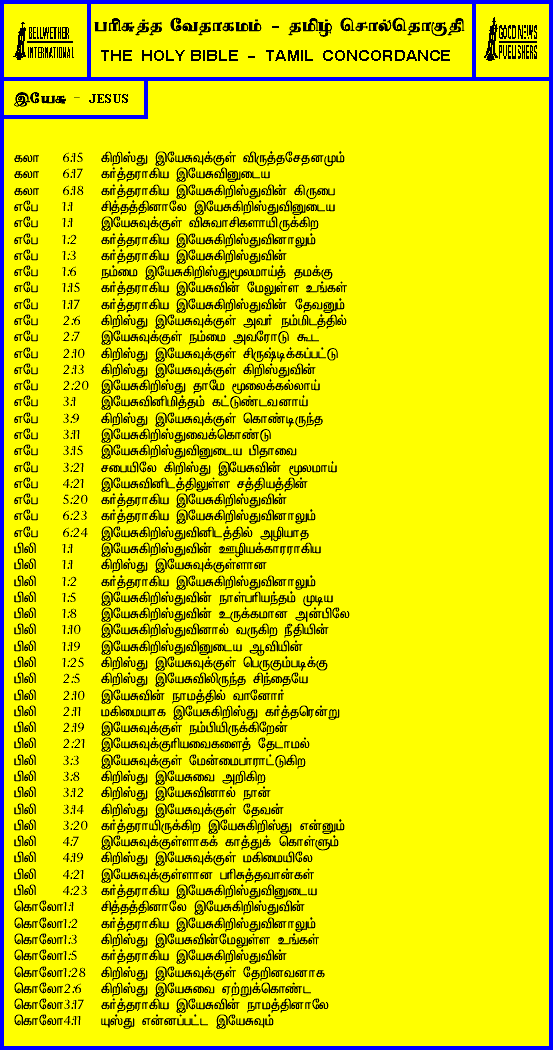 BELLWETHER
INTERNATIONAL
பரிசுத்த வேதாகமம் - தமிழ் சொல்தொகுதி
THE HOLY BIBLE - TAMIL CONCORDANCE
GOOD NEWS
PUBLISHERS
இயேசு - JESUS
கலா 6:15 கிறிஸ்து இயேசுவுக்குள் விருத்தசேதனமும்
கலா 6:17 கர்த்தராகிய இயேசுவினுடைய
கலா 6:18 கர்த்தராகிய இயேசுகிறிஸ்துவின் கிருபை
எபே 1:1 சித்தத்தினாலே இயேசுகிறிஸ்துவினுடைய
எபே 1:1 இயேசுவுக்குள் விசுவாசிகளாயிருக்கிற
எபே 1:2 கர்த்தராகிய இயேசுகிறிஸ்துவினாலும்
எபே 1:3 கர்த்தராகிய இயேசுகிறிஸ்துவின்
எபே 1:6 நம்மை இயேசுகிறிஸ்துமூலமாய்த் தமக்கு
எபே 1:15 கர்த்தராகிய இயேசுவின் மேலுள்ள உங்கள்
எபே 1:17 கர்த்தராகிய இயேசுகிறிஸ்துவின் தேவனும்
எபே 2:6 கிறிஸ்து இயேசுவுக்குள் அவர் நம்மிடத்தில்
எபே 2:7 இயேசுவுக்குள் நம்மை அவரோடு கூட
எபே 2:10 கிறிஸ்து இயேசுவுக்குள் சிருஷ்டிக்கப்பட்டு
எபே 2:13 கிறிஸ்து இயேசுவுக்குள் கிறிஸ்துவின்
எபே 2:20 இயேசுகிறிஸ்து தாமே மூலைக்கல்லாய்
எபே 3:1 இயேசுவினிமித்தம் கட்டுண்டவனாய்
எபே 3:9 கிறிஸ்து இயேசுவுக்குள் கொண்டிருந்த
எபே 3:11 இயேசுகிறிஸ்துவைக்கொண்டு
எபே 3:15 இயேசுகிறிஸ்துவினுடைய பிதாவை
எபே 3:21 சபையிலே கிறிஸ்து இயேசுவின் மூலமாய்
எபே 4:21 இயேசுவினிடத்திலுள்ள சத்தியத்தின்
எபே 5:20 கர்த்தராகிய இயேசுகிறிஸ்துவின்
எபே 6:23 கர்த்தராகிய இயேசுகிறிஸ்துவினாலும்
எபே 6:24 இயேசுகிறிஸ்துவினிடத்தில் அழியாத
பிலி 1:1 இயேசுகிறிஸ்துவின் ஊழியக்காரராகிய
பிலி 1:1 கிறிஸ்து இயேசுவுக்குள்ளான
பிலி 1:2 கர்த்தராகிய இயேசுகிறிஸ்துவினாலும்
பிலி 1:5 இயேசுகிறிஸ்துவின் நாள்பரியந்தம் முடிய
பிலி 1:8 இயேசுகிறிஸ்துவின் உருக்கமான அன்பிலே
பிலி 1:10 இயேசுகிறிஸ்துவினால் வருகிற நீதியின்
பிலி 1:19 இயேசுகிறிஸ்துவினுடைய ஆவியின்
பிலி 1:25 கிறிஸ்து இயேசுவுக்குள் பெருகும்படிக்கு
பிலி 2:5 கிறிஸ்து இயேசுவிலிருந்த சிந்தையே
பிலி 2:10 இயேசுவின் நாமத்தில் வானோர்
பிலி 2:11 மகிமையாக இயேசுகிறிஸ்து கர்த்தரென்று
பிலி 2:19 இயேசுவுக்குள் நம்பியிருக்கிறேன்
பிலி 2:21 இயேசுவுக்குரியவைகளைத் தேடாமல்
பிலி 3:3 இயேசுவுக்குள் மேன்மைபாராட்டுகிற
பிலி 3:8 கிறிஸ்து இயேசுவை அறிகிற
பிலி 3:12 கிறிஸ்து இயேசுவினால் நான்
பிலி 3:14 கிறிஸ்து இயேசுவுக்குள் தேவன்
பிலி 3:20 கர்த்தராயிருக்கிற இயேசுகிறிஸ்து என்னும்
பிலி 4:7 இயேசுவுக்குள்ளாகக் காத்துக் கொள்ளும்
பிலி 4:19 கிறிஸ்து இயேசுவுக்குள் மகிமையிலே
பிலி 4:21 இயேசுவுக்குள்ளான பரிசுத்தவான்கள்
பிலி 4:23 கர்த்தராகிய இயேசுகிறிஸ்துவினுடைய
கொலோ1:1 சித்தத்தினாலே இயேசுகிறிஸ்துவின்
கொலோ1:2 கர்த்தராகிய இயேசுகிறிஸ்துவினாலும்
கொலோ1:3 கிறிஸ்து இயேசுவின்மேலுள்ள உங்கள்
கொலோ1:5 கர்த்தராகிய இயேசுகிறிஸ்துவின்
கொலோ1:28 கிறிஸ்து இயேசுவுக்குள் தேறினவனாக
கொலோ2:6 கிறிஸ்து இயேசுவை ஏற்றுக்கொண்ட
கொலோ3:17 கர்த்தராகிய இயேசுவின் நாமத்தினாலே
கொலோ4:11 யுஸ்து என்னப்பட்ட இயேசுவும்